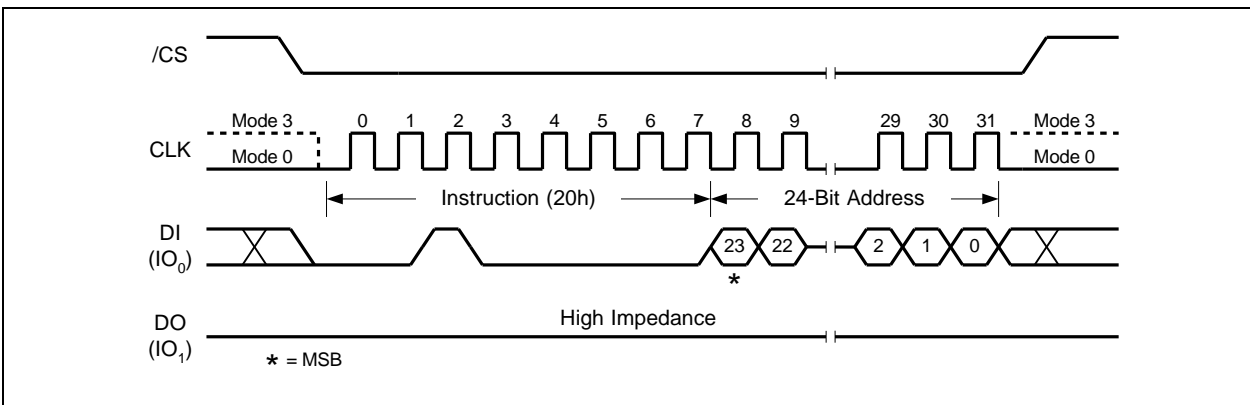 /CS
CLK
Mode 3
Mode 0
0 1 2 3 4 5 6 7 8 9 29 30 31
Mode 3
Mode 0
Instruction (20h)
24-Bit Address
DI
(IO0)
23 22 2 1 0
*
DO
(IO1)
High Impedance
* = MSB